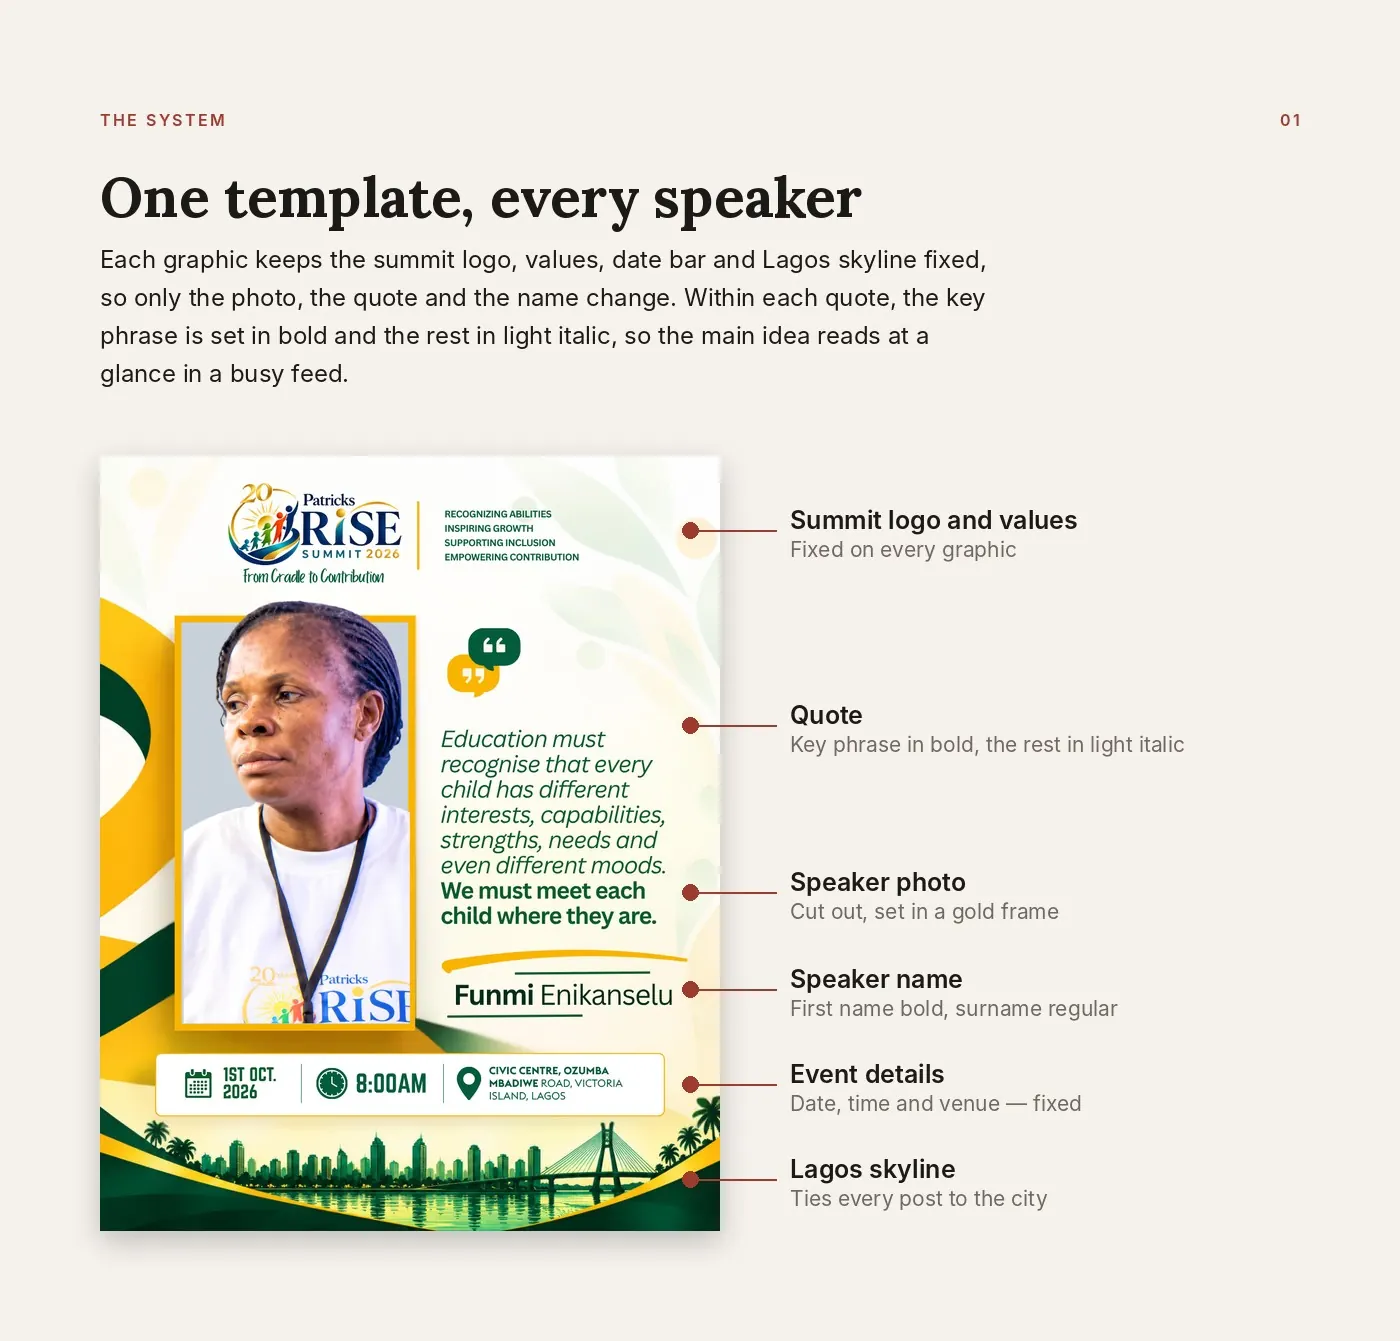 THE SYSTEM
01
One template, every speaker
Each graphic keeps the summit logo, values, date bar and Lagos skyline fixed,
so only the photo, the quote and the name change. Within each quote, the key
phrase is set in bold and the rest in light italic, so the main idea reads at a
glance in a busy feed.
20
Patricks
RiSE
SUMMIT 2026
From Cradle to Contribution
RECOGNIZING ABILITIES
INSPIRING GROWTH
SUPPORTING INCLUSION
EMPOWERING CONTRIBUTION
Education must
recognise that every
child has different
interests, capabilities,
strengths, needs and
even different moods.
We must meet each
child where they are.
Funmi Enikanselu
20
Patricks
RiSE
1ST OCT.
2026
8:00AM
CIVIC CENTRE, OZUMBA
MBADIWE ROAD, VICTORIA
ISLAND, LAGOS
Summit logo and values
Fixed on every graphic
Quote
Key phrase in bold, the rest in light italic
Speaker photo
Cut out, set in a gold frame
Speaker name
First name bold, surname regular
Event details
Date, time and venue — fixed
Lagos skyline
Ties every post to the city